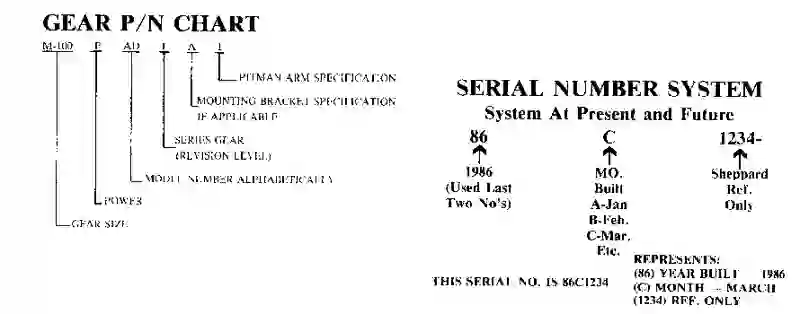 GEAR P/N CHART
M-100 P AD 1 A 1
PITMAN ARM SPECIFICATION
MOUNTING BRACKET SPECIFICATION
IF APPLICABLE
SERIES GEAR
(REVISION LEVEL)
MODEL NUMBER ALPHABETICALLY
POWER
GEAR SIZE
SERIAL NUMBER SYSTEM
System At Present and Future
86 C 1234-
1986 MO. Sheppard
(Used Last Built Ref.
Two No's) A-Jan Only
B-Feb.
C-Mar.
Etc.
THIS SERIAL NO. IS 86C1234
REPRESENTS:
(86) YEAR BUILT 1986
(C) MONTH - MARCH
(1234) REF. ONLY